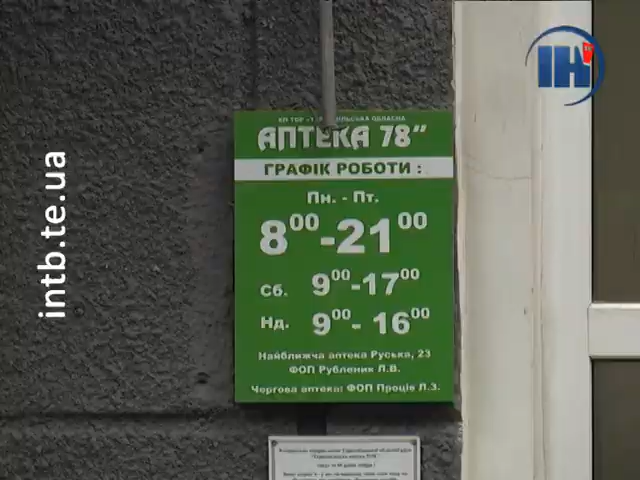 ІНТБ
intb.te.ua
АПТЕКА 78"
ГРАФІК РОБОТИ :
Пн. - Пт.
8⁰⁰-21⁰⁰
Сб. 9⁰⁰-17⁰⁰
Нд. 9⁰⁰- 16⁰⁰
Найближча аптека Руська, 23
ФОП Рубленик Л.В.
Чергова аптека: ФОП Проців Л.З.